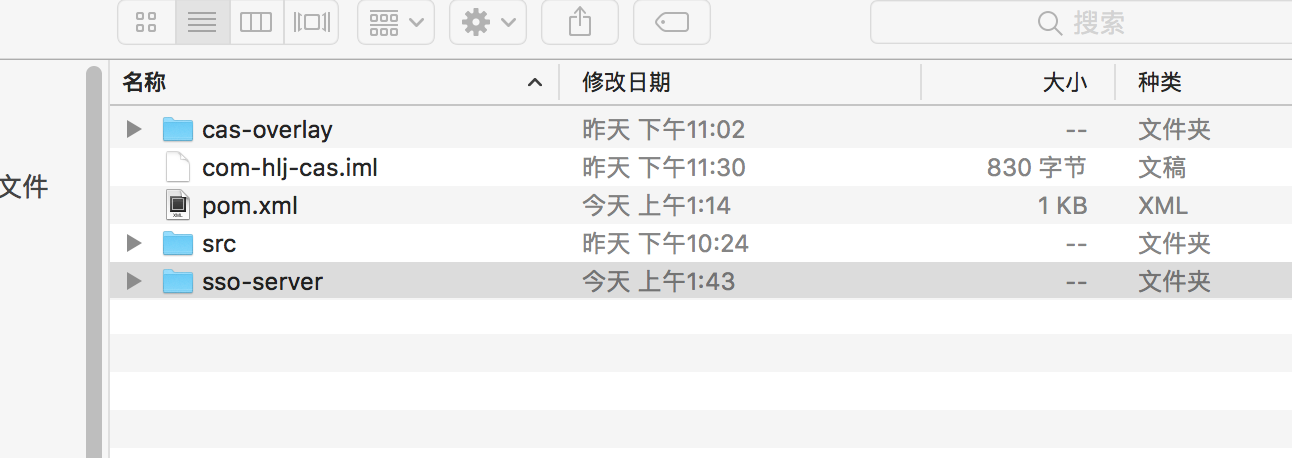 搜索
名称 修改日期 大小 种类
cas-overlay 昨天 下午11:02 -- 文件夹
com-hlj-cas.iml 昨天 下午11:30 830 字节 文稿
文件
pom.xml 今天 上午1:14 1 KB XML
src 昨天 下午10:24 -- 文件夹
sso-server 今天 上午1:43 -- 文件夹